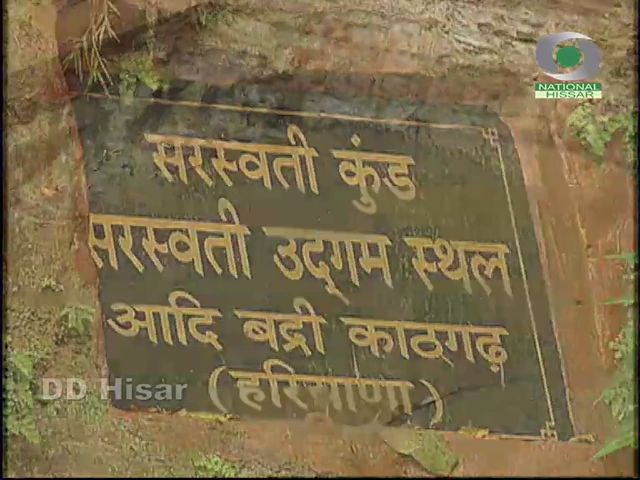 NATIONAL
HISSAR
सरस्वती कुंड
सरस्वती उद्गम स्थल
आदि बद्री काठगढ़
(हरियाणा)
DD Hisar